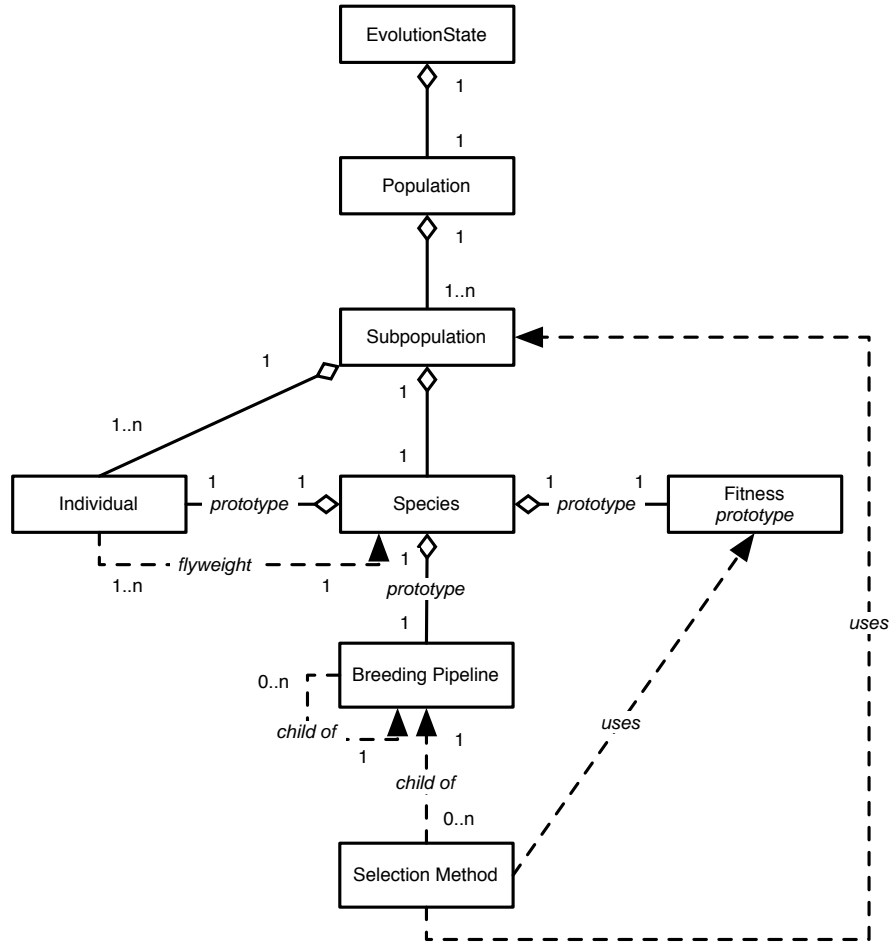 EvolutionState
1
1
Population
1
1..n
Subpopulation
1
1
1..n
1
1
1
1
1
Individual
prototype
Species
prototype
Fitness
prototype
flyweight
1..n
1
1
prototype
1
uses
0..n
Breeding Pipeline
uses
child of
1
1
child of
0..n
Selection Method